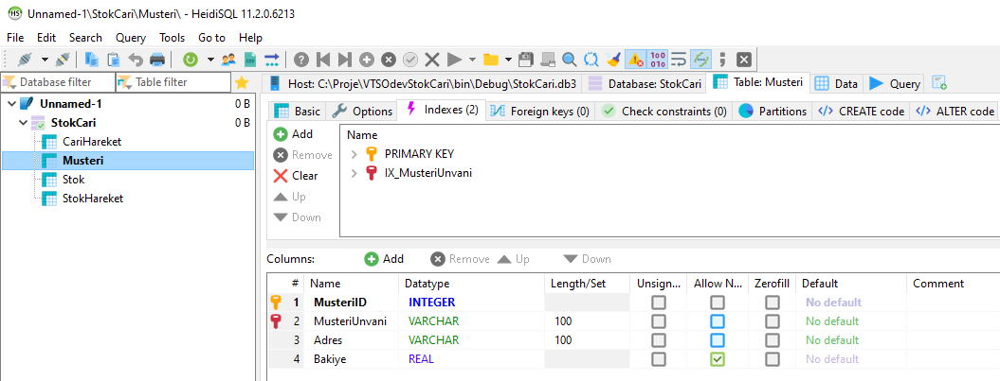 Unnamed-1\StokCari\Musteri\ - HeidiSQL 11.2.0.6213
File Edit Search Query Tools Go to Help
Database filter Table filter
Host: C:\Proje\VTSOdevStokCari\bin\Debug\StokCari.db3 Database: StokCari Table: Musteri Data Query
Unnamed-1 0 B
StokCari 0 B
CariHareket
Musteri
Stok
StokHareket
Basic Options Indexes (2) Foreign keys (0) Check constraints (0) Partitions CREATE code ALTER code
Add
Remove
Clear
Up
Down
Name
PRIMARY KEY
IX_MusteriUnvani
Columns: Add Remove Up Down
# Name Datatype Length/Set Unsign... Allow N... Zerofill Default Comment
1 MusteriID INTEGER No default
2 MusteriUnvani VARCHAR 100 No default
3 Adres VARCHAR 100 No default
4 Bakiye REAL No default